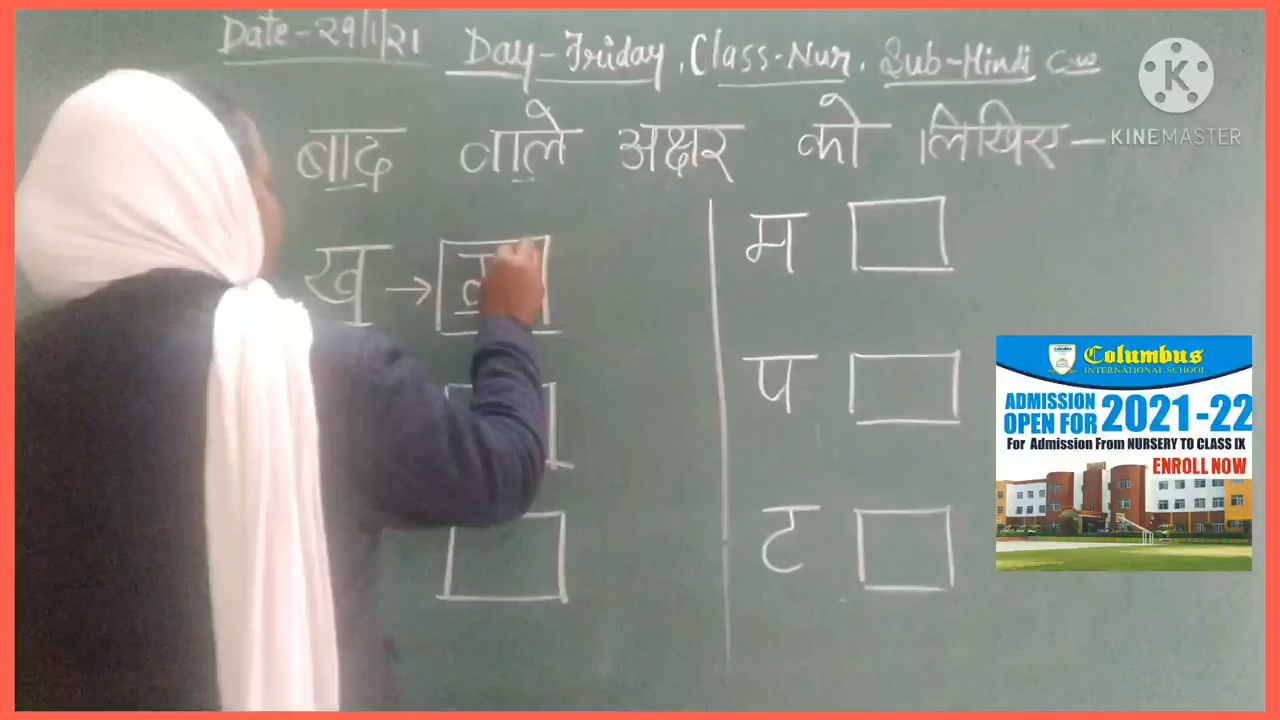 Date-29/1/21 Day-Friday, Class-Nur, Sub-Hindi Cw
बाद वाले अक्षर को लिखिए-
ख →
म
प
ट
K
KINEMASTER
Columbus
INTERNATIONAL SCHOOL
ADMISSION
OPEN FOR 2021-22
For Admission From NURSERY TO CLASS IX
ENROLL NOW